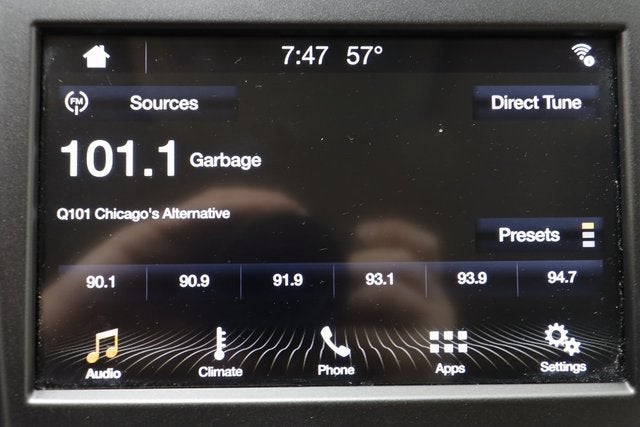 7:47 57°
FM Sources Direct Tune
101.1 Garbage
Q101 Chicago's Alternative
Presets
90.1 90.9 91.9 93.1 93.9 94.7
Audio Climate Phone Apps Settings